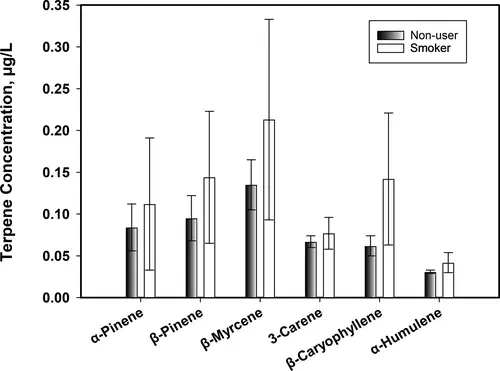 Terpene Concentration, µg/L
0.35
0.30
0.25
0.20
0.15
0.10
0.05
0.00
Non-user
Smoker
α-Pinene
β-Pinene
β-Myrcene
3-Carene
β-Caryophyllene
α-Humulene